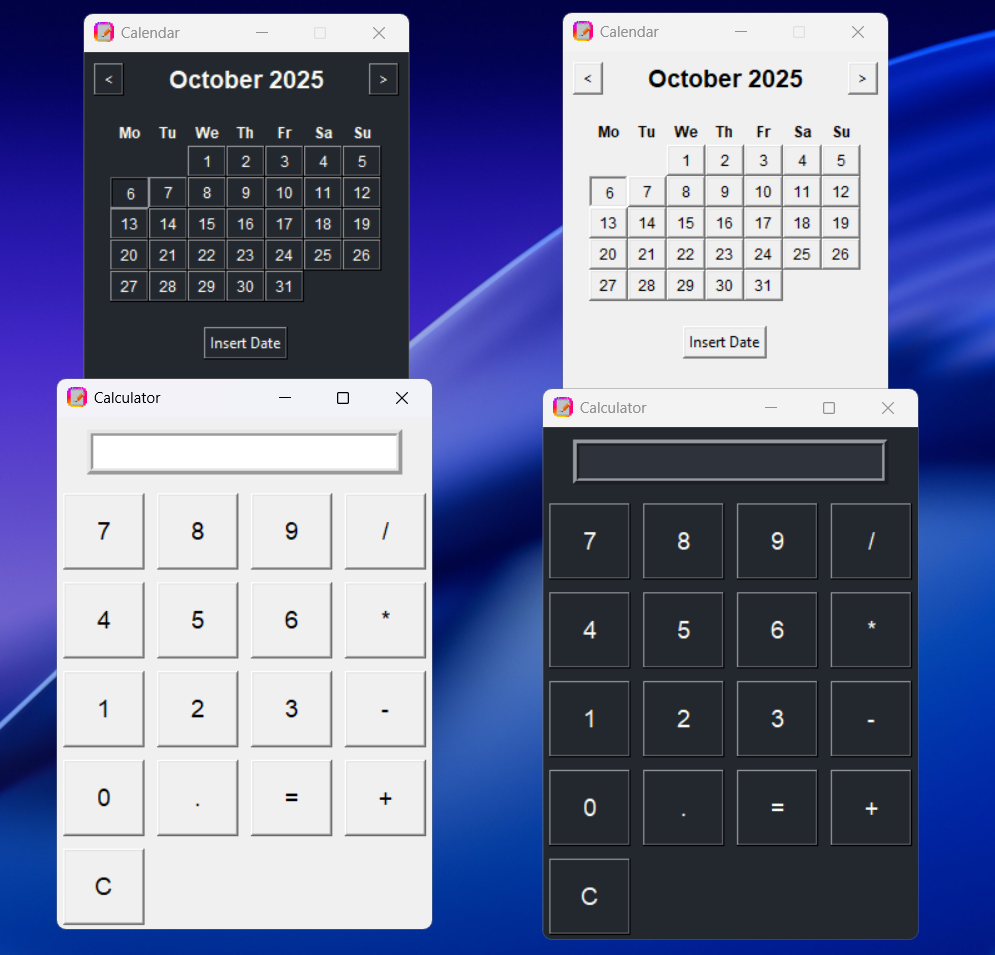 Calendar
< October 2025 >
Mo Tu We Th Fr Sa Su
1 2 3 4 5
6 7 8 9 10 11 12
13 14 15 16 17 18 19
20 21 22 23 24 25 26
27 28 29 30 31
Insert Date
Calendar
< October 2025 >
Mo Tu We Th Fr Sa Su
1 2 3 4 5
6 7 8 9 10 11 12
13 14 15 16 17 18 19
20 21 22 23 24 25 26
27 28 29 30 31
Insert Date
Calculator
7 8 9 /
4 5 6 *
1 2 3 -
0 . = +
C
Calculator
7 8 9 /
4 5 6 *
1 2 3 -
0 . = +
C